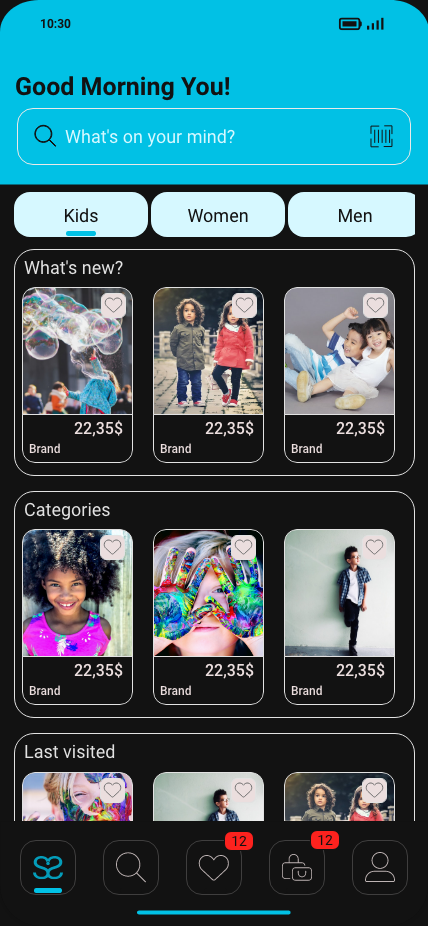 10:30
Good Morning You!
What's on your mind?
Kids Women Men
What's new?
22,35$ 22,35$ 22,35$
Brand Brand Brand
Categories
22,35$ 22,35$ 22,35$
Brand Brand Brand
Last visited
12 12